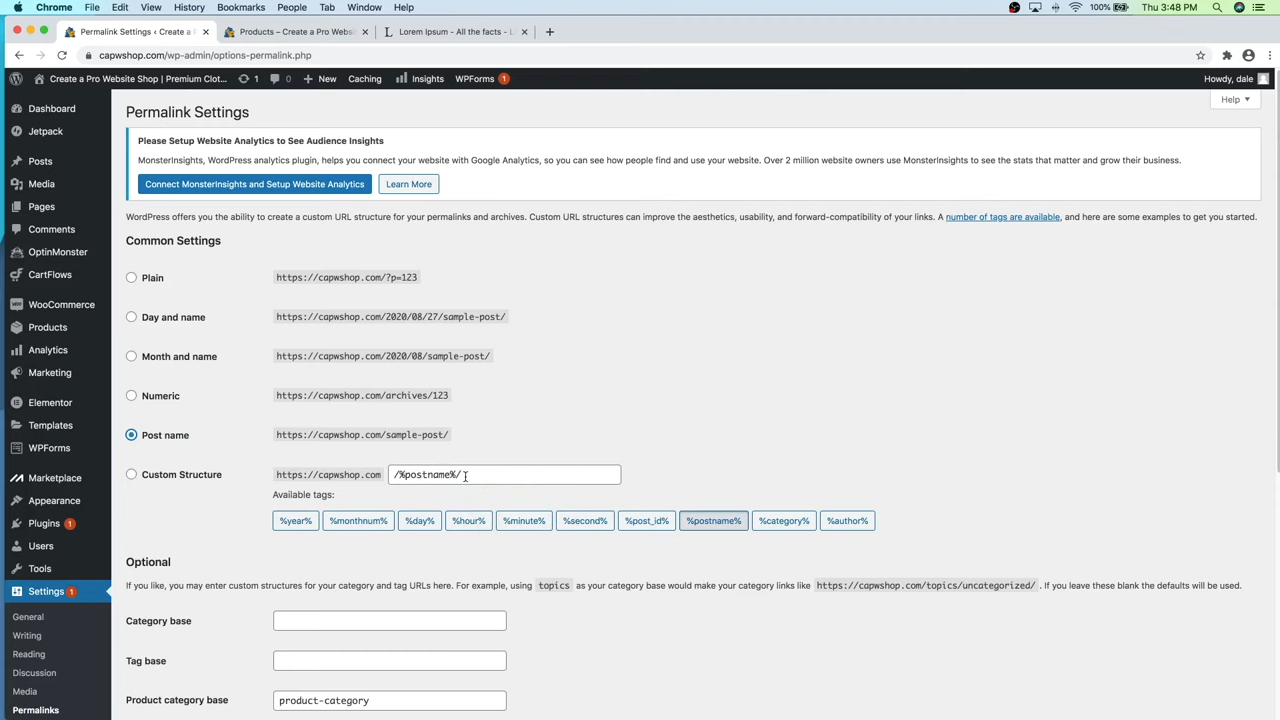 Chrome File Edit View History Bookmarks People Tab Window Help 100% Thu 3:48 PM
Permalink Settings ‹ Create a P
Products – Create a Pro Websi
Lorem Ipsum - All the facts - L
capwshop.com/wp-admin/options-permalink.php
Create a Pro Website Shop | Premium Clot... 1 0 New Caching Insights WPForms 1 Howdy, dale
Help
Dashboard
Jetpack
Posts
Media
Pages
Comments
OptinMonster
CartFlows
WooCommerce
Products
Analytics
Marketing
Elementor
Templates
WPForms
Marketplace
Appearance
Plugins 1
Users
Tools
Settings 1
General
Writing
Reading
Discussion
Media
Permalinks
Permalink Settings
Please Setup Website Analytics to See Audience Insights
MonsterInsights, WordPress analytics plugin, helps you connect your website with Google Analytics, so you can see how people find and use your website. Over 2 million website owners use MonsterInsights to see the stats that matter and grow their business.
Connect MonsterInsights and Setup Website Analytics Learn More
WordPress offers you the ability to create a custom URL structure for your permalinks and archives. Custom URL structures can improve the aesthetics, usability, and forward-compatibility of your links. A number of tags are available, and here are some examples to get you started.
Common Settings
Plain https://capwshop.com/?p=123
Day and name https://capwshop.com/2020/08/27/sample-post/
Month and name https://capwshop.com/2020/08/sample-post/
Numeric https://capwshop.com/archives/123
Post name https://capwshop.com/sample-post/
Custom Structure https://capwshop.com /%postname%/
Available tags:
%year% %monthnum% %day% %hour% %minute% %second% %post_id% %postname% %category% %author%
Optional
If you like, you may enter custom structures for your category and tag URLs here. For example, using topics as your category base would make your category links like https://capwshop.com/topics/uncategorized/ . If you leave these blank the defaults will be used.
Category base
Tag base
Product category base product-category